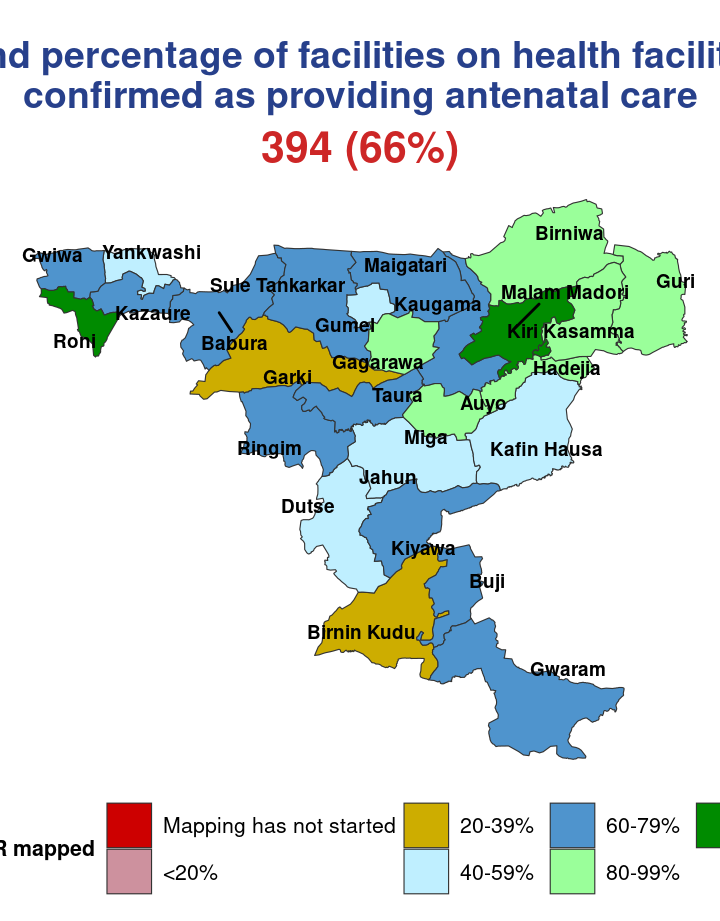 percentage of facilities on health
confirmed as providing antenatal care
394 (66%)
Birniwa
Gwiwa
Yankwashi
Maigatari
Guri
Sule Tankarkar
Malam Madori
Kaugama
Kazaure
Gumel
Kiri Kasamma
Roni
Babura
Gagarawa
Hadejia
Garki
Taura
Auyo
Miga
Ringim
Kafin Hausa
Jahun
Dutse
Kiyawa
Buji
Birnin Kudu
Gwaram
Mapping has not started
20-39%
60-79%
R mapped
<20%
40-59%
80-99%